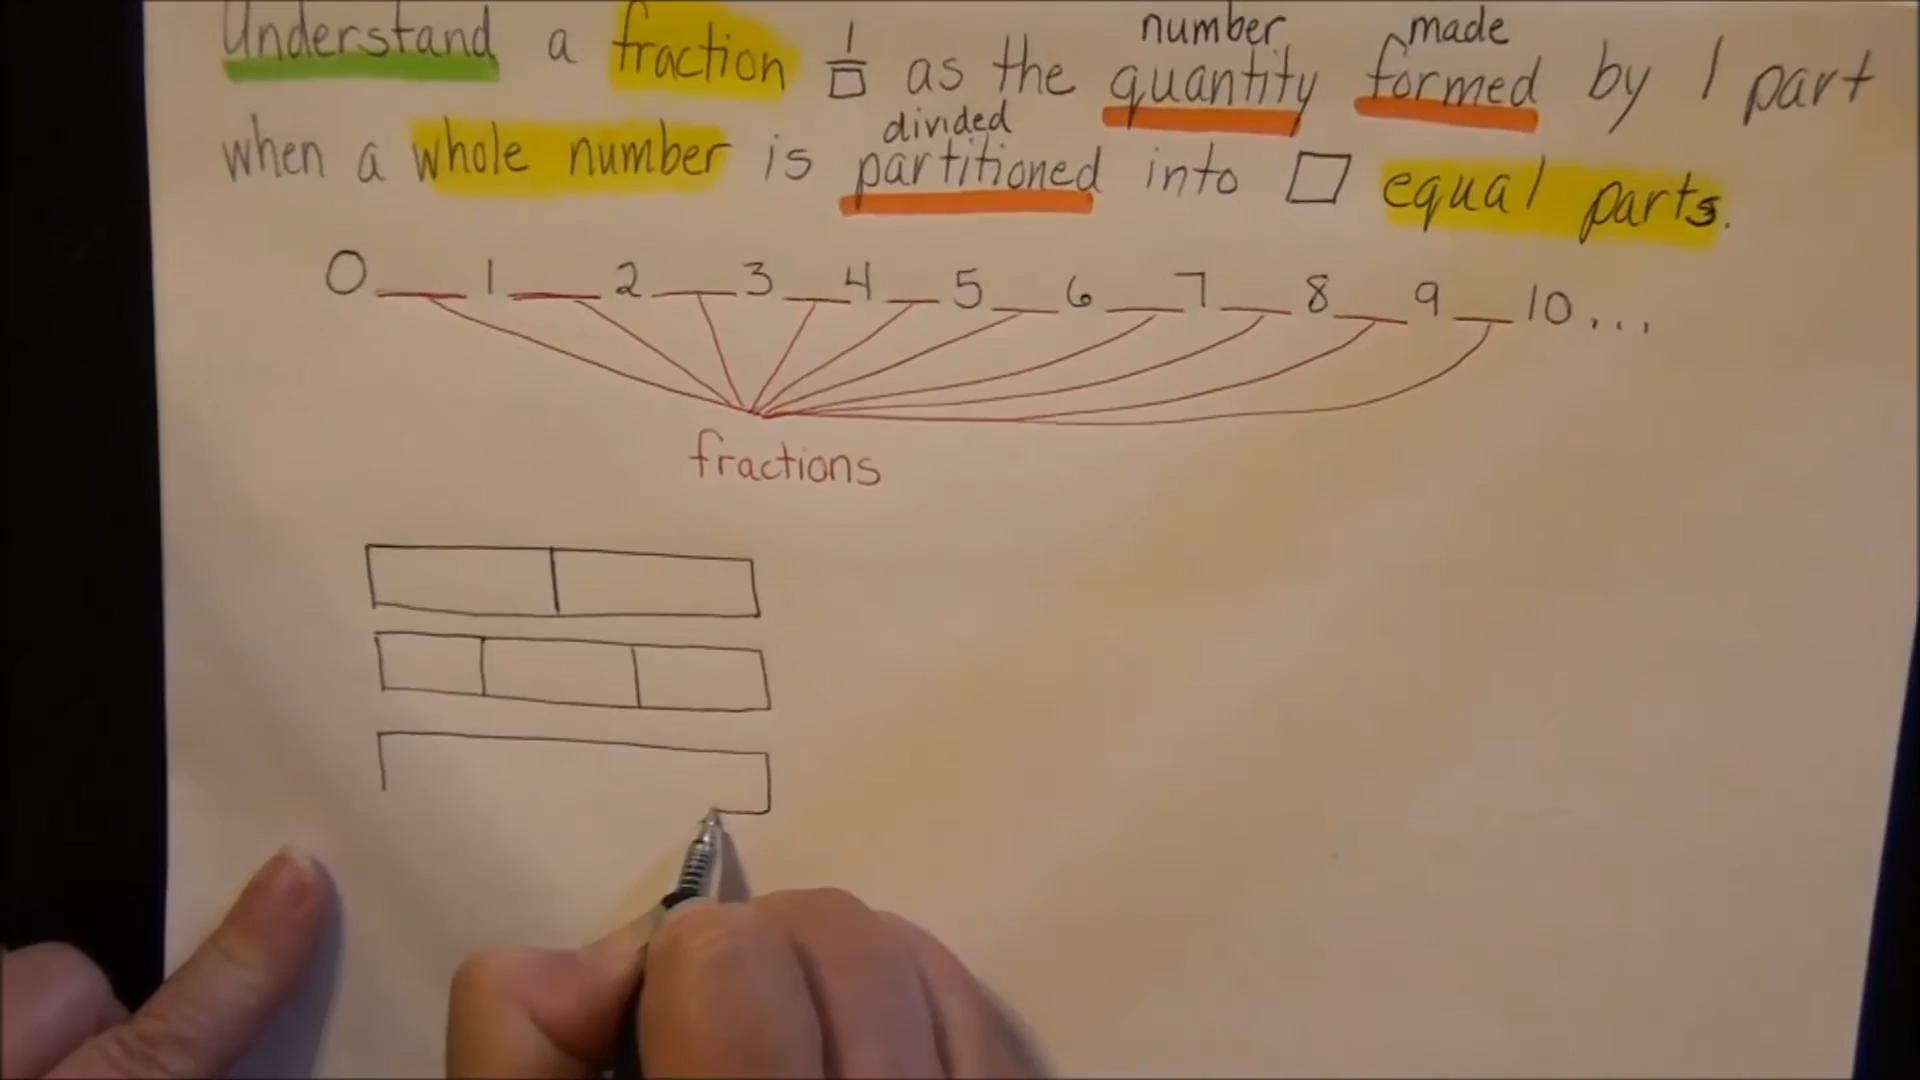 number made
Understand a fraction 1/□ as the quantity formed by 1 part
divided
when a whole number is partitioned into □ equal parts.
0 1 2 3 4 5 6 7 8 9 10...
fractions